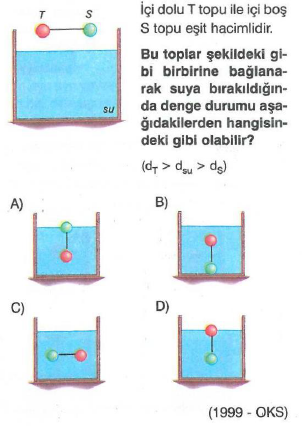 T S
su
İçi dolu T topu ile içi boş
S topu eşit hacimlidir.
Bu toplar şekildeki gi-
bi birbirine bağlana-
rak suya bırakıldığın-
da denge durumu aşa-
ğıdakilerden hangisin-
deki gibi olabilir?
(dT > dsu > dS)
A)
B)
C)
D)
(1999 - OKS)